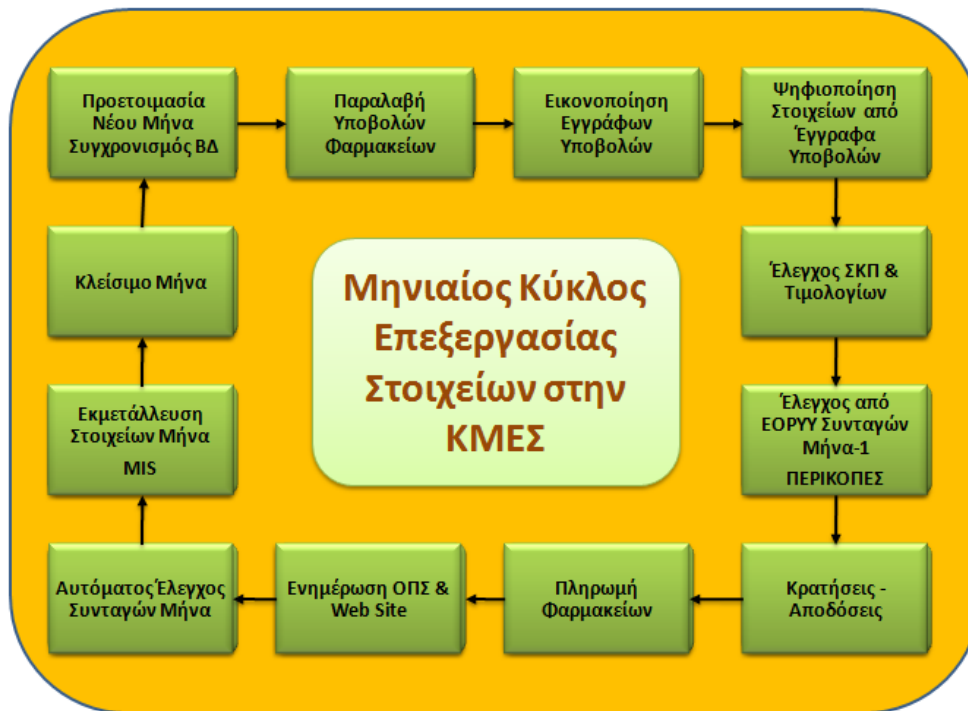 Προετοιμασία
Νέου Μήνα
Συγχρονισμός ΒΔ
Παραλαβή
Υποβολών
Φαρμακείων
Εικονοποίηση
Εγγράφων
Υποβολών
Ψηφιοποίηση
Στοιχείων από
Έγγραφα
Υποβολών
Έλεγχος ΣΚΠ &
Τιμολογίων
Έλεγχος από
ΕΟΡΥΥ Συνταγών
Μήνα-1
ΠΕΡΙΚΟΠΕΣ
Κρατήσεις -
Αποδόσεις
Πληρωμή
Φαρμακείων
Ενημέρωση ΟΠΣ &
Web Site
Αυτόματος Έλεγχος
Συνταγών Μήνα
Εκμετάλλευση
Στοιχείων Μήνα
MIS
Κλείσιμο Μήνα
Μηνιαίος Κύκλος
Επεξεργασίας
Στοιχείων στην
ΚΜΕΣ